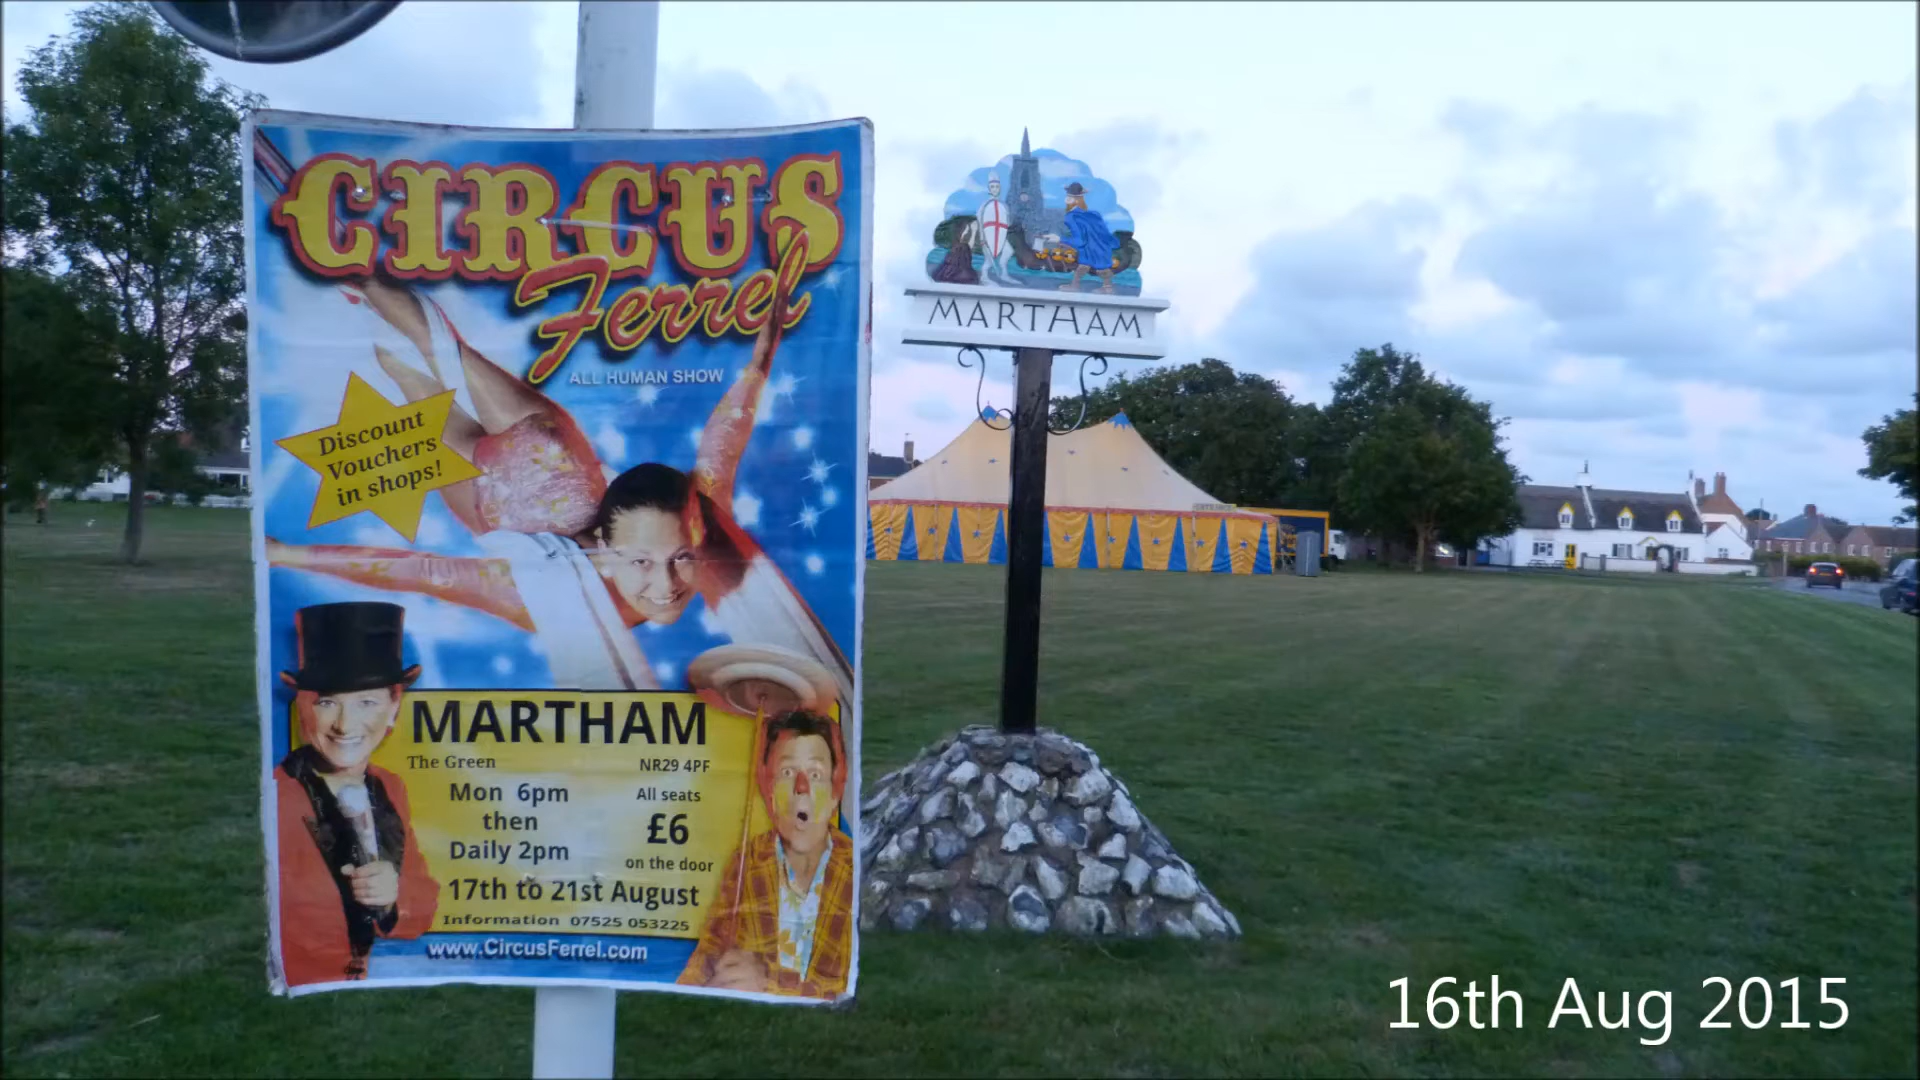 CIRCUS
Ferrel
ALL HUMAN SHOW
Discount
Vouchers
in shops!
MARTHAM
The Green NR29 4PF
Mon 6pm
then
Daily 2pm
All seats
£6
on the door
17th to 21st August
Information 07525 053225
www.CircusFerrel.com
MARTHAM
ENTRANCE
16th Aug 2015